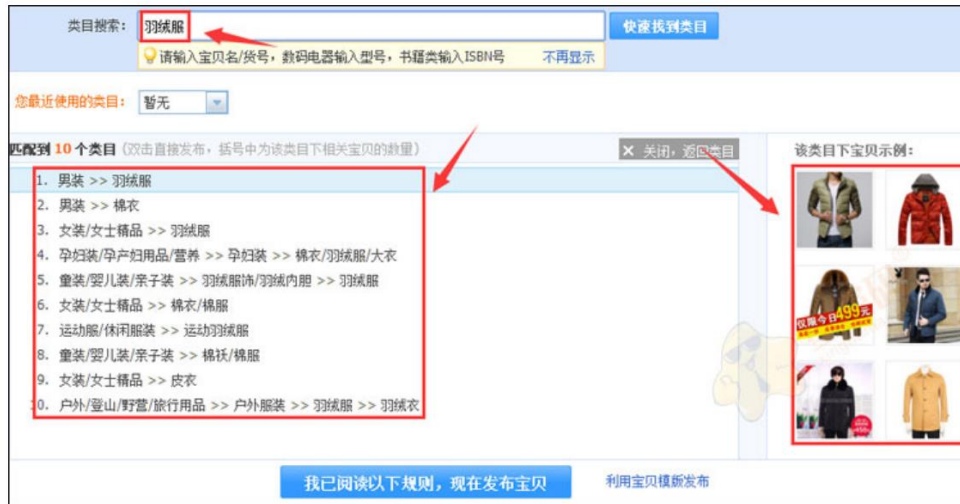 类目搜索： 羽绒服 快速找到类目
请输入宝贝名/货号，数码电器输入型号，书籍类输入ISBN号 不再显示
您最近使用的类目： 暂无
匹配到 10 个类目（双击直接发布，括号中为该类目下相关宝贝的数量） X 关闭，返回类目
该类目下宝贝示例：
1. 男装 >> 羽绒服
2. 男装 >> 棉衣
3. 女装/女士精品 >> 羽绒服
4. 孕妇装/孕产妇用品/营养 >> 孕妇装 >> 棉衣/羽绒服/大衣
5. 童装/婴儿装/亲子装 >> 羽绒服饰/羽绒内胆 >> 羽绒服
6. 女装/女士精品 >> 棉衣/棉服
7. 运动服/休闲服装 >> 运动羽绒服
8. 童装/婴儿装/亲子装 >> 棉袄/棉服
9. 女装/女士精品 >> 皮衣
10. 户外/登山/野营/旅行用品 >> 户外服装 >> 羽绒服 >> 羽绒衣
仅限今日499元
我已阅读以下规则，现在发布宝贝 利用宝贝模版发布